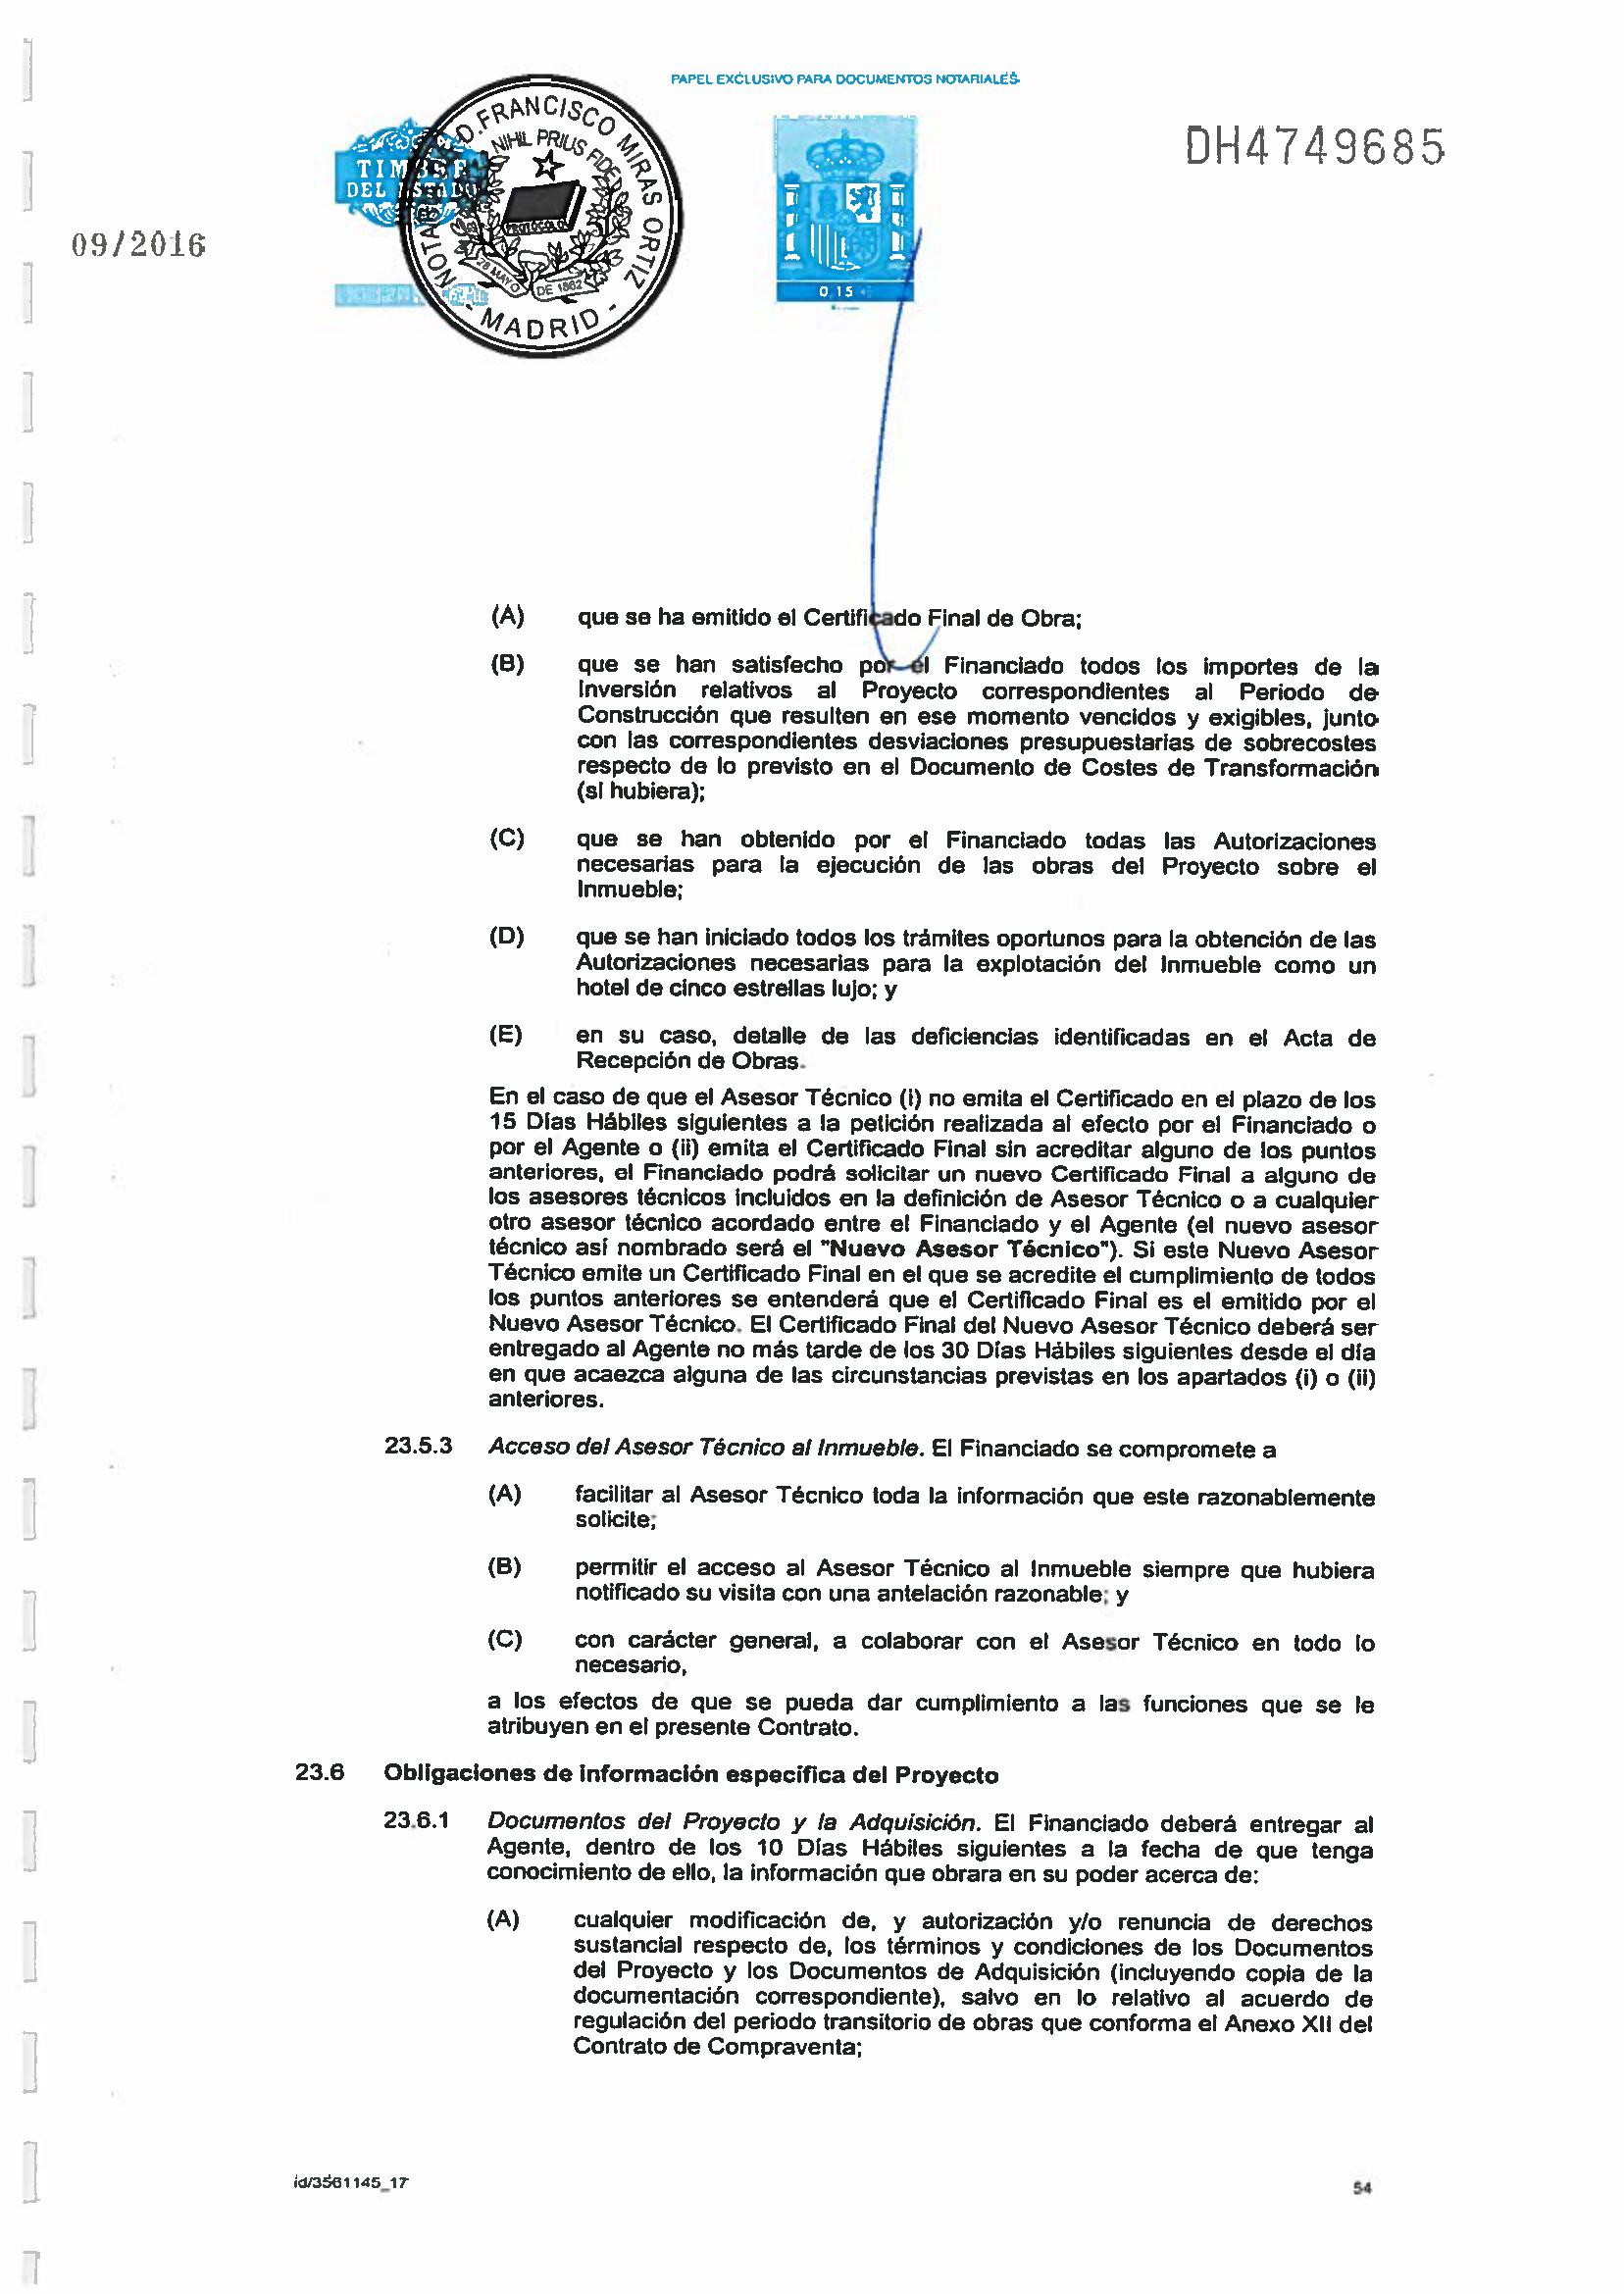 PAPEL EXCLUSIVO PARA DOCUMENTOS NOTARIALES
DH4749685
TIMBRE
DEL ESTADO
NOTARIO D. FRANCISCO MIRAS ORTIZ
NIHIL PRIUS FIDE
PROTOCOLO
28 MAYO DE 1862
- MADRID -
0,15
09/2016
(A) que se ha emitido el Certificado Final de Obra;
(B) que se han satisfecho por el Financiado todos los importes de la
Inversión relativos al Proyecto correspondientes al Periodo de
Construcción que resulten en ese momento vencidos y exigibles, junto
con las correspondientes desviaciones presupuestarias de sobrecostes
respecto de lo previsto en el Documento de Costes de Transformación
(si hubiera);
(C) que se han obtenido por el Financiado todas las Autorizaciones
necesarias para la ejecución de las obras del Proyecto sobre el
Inmueble;
(D) que se han iniciado todos los trámites oportunos para la obtención de las
Autorizaciones necesarias para la explotación del Inmueble como un
hotel de cinco estrellas lujo; y
(E) en su caso, detalle de las deficiencias identificadas en el Acta de
Recepción de Obras.
En el caso de que el Asesor Técnico (i) no emita el Certificado en el plazo de los
15 Días Hábiles siguientes a la petición realizada al efecto por el Financiado o
por el Agente o (ii) emita el Certificado Final sin acreditar alguno de los puntos
anteriores, el Financiado podrá solicitar un nuevo Certificado Final a alguno de
los asesores técnicos incluidos en la definición de Asesor Técnico o a cualquier
otro asesor técnico acordado entre el Financiado y el Agente (el nuevo asesor
técnico así nombrado será el "Nuevo Asesor Técnico"). Si este Nuevo Asesor
Técnico emite un Certificado Final en el que se acredite el cumplimiento de todos
los puntos anteriores se entenderá que el Certificado Final es el emitido por el
Nuevo Asesor Técnico. El Certificado Final del Nuevo Asesor Técnico deberá ser
entregado al Agente no más tarde de los 30 Días Hábiles siguientes desde el día
en que acaezca alguna de las circunstancias previstas en los apartados (i) o (ii)
anteriores.
23.5.3 Acceso del Asesor Técnico al Inmueble. El Financiado se compromete a
(A) facilitar al Asesor Técnico toda la información que este razonablemente
solicite;
(B) permitir el acceso al Asesor Técnico al Inmueble siempre que hubiera
notificado su visita con una antelación razonable; y
(C) con carácter general, a colaborar con el Asesor Técnico en todo lo
necesario,
a los efectos de que se pueda dar cumplimiento a las funciones que se le
atribuyen en el presente Contrato.
23.6 Obligaciones de información específica del Proyecto
23.6.1 Documentos del Proyecto y la Adquisición. El Financiado deberá entregar al
Agente, dentro de los 10 Días Hábiles siguientes a la fecha de que tenga
conocimiento de ello, la información que obrara en su poder acerca de:
(A) cualquier modificación de, y autorización y/o renuncia de derechos
sustancial respecto de, los términos y condiciones de los Documentos
del Proyecto y los Documentos de Adquisición (incluyendo copia de la
documentación correspondiente), salvo en lo relativo al acuerdo de
regulación del periodo transitorio de obras que conforma el Anexo XII del
Contrato de Compraventa;
id/3561145_17
54